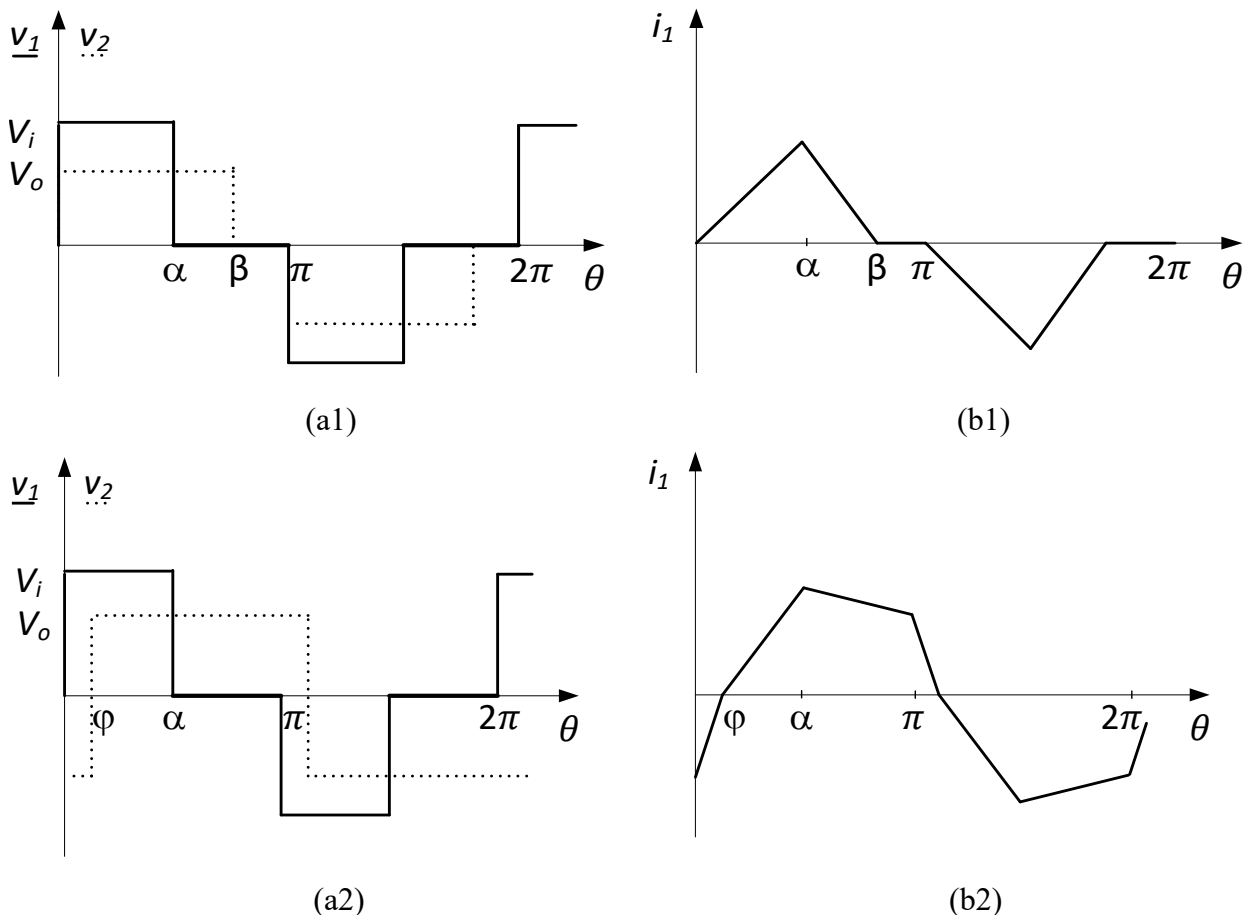 v₁ v₂
Vᵢ
Vₒ
α β π 2π θ
(a1)
i₁
α β π 2π θ
(b1)
v₁ v₂
Vᵢ
Vₒ
φ α π 2π θ
(a2)
i₁
φ α π 2π θ
(b2)